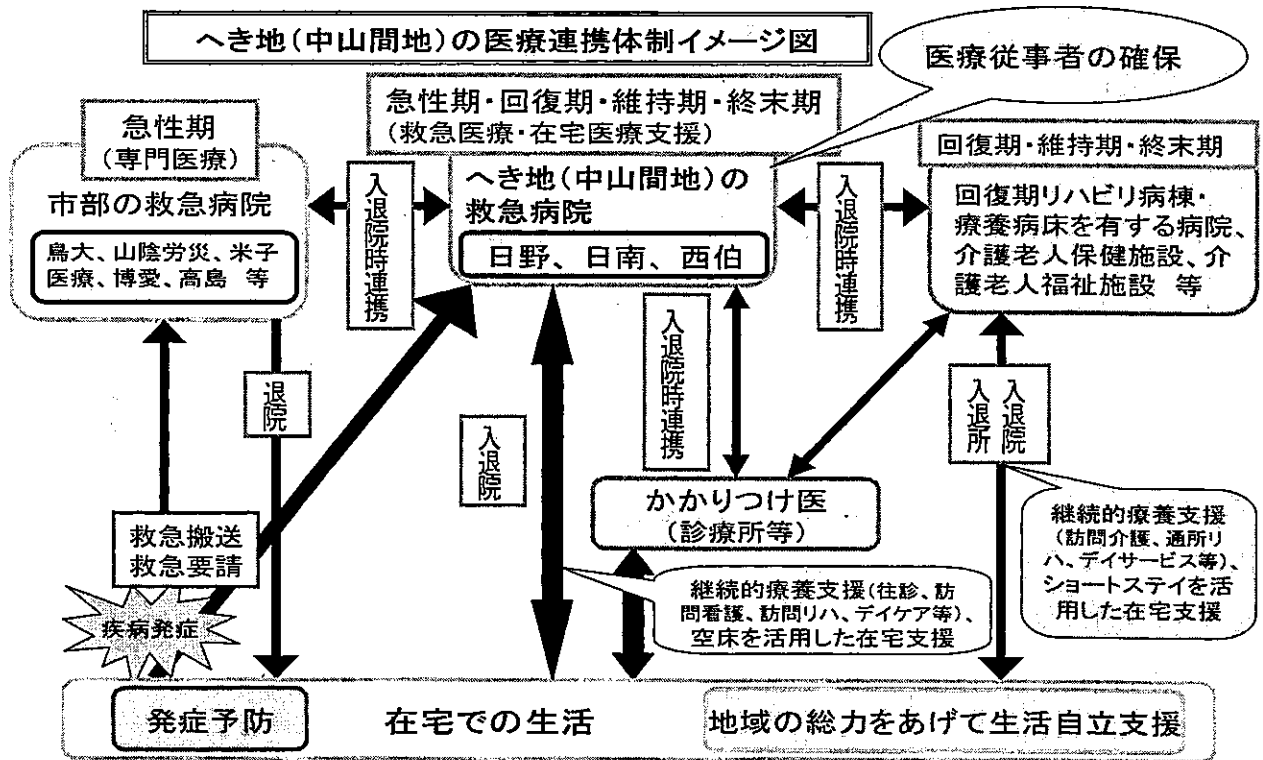 へき地(中山間地)の医療連携体制イメージ図
医療従事者の確保
急性期・回復期・維持期・終末期
(救急医療・在宅医療支援)
急性期
(専門医療)
市部の救急病院
鳥大、山陰労災、米子
医療、博愛、高島 等
入退院時連携
へき地(中山間地)の
救急病院
日野、日南、西伯
入退院時連携
回復期・維持期・終末期
回復期リハビリ病棟・
療養病床を有する病院、
介護老人保健施設、介
護老人福祉施設 等
退院
入退院
入退院時連携
入退院
入退所
かかりつけ医
(診療所等)
救急搬送
救急要請
疾病発症
継続的療養支援(往診、訪
問看護、訪問リハ、デイケア等)、
空床を活用した在宅支援
継続的療養支援
(訪問介護、通所リ
ハ、デイサービス等)、
ショートステイを活
用した在宅支援
発症予防
在宅での生活
地域の総力をあげて生活自立支援